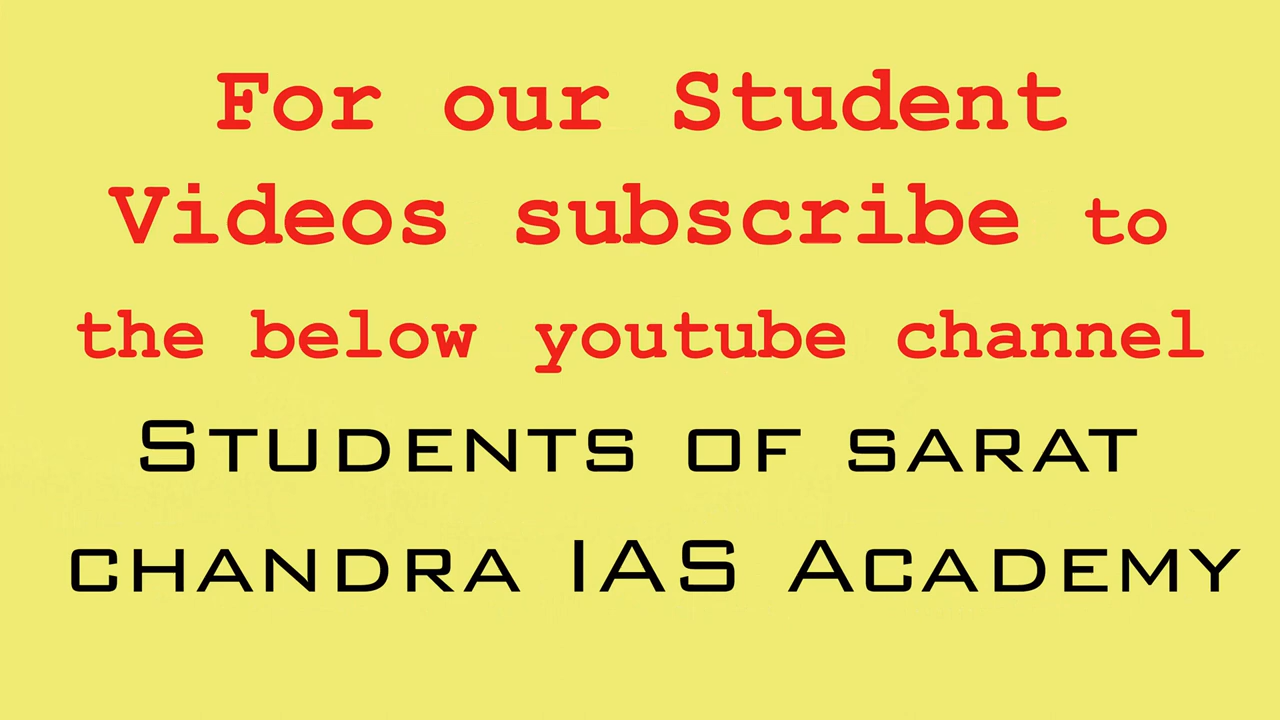 For our Student
Videos subscribe to
the below youtube channel
Students of sarat
chandra IAS Academy